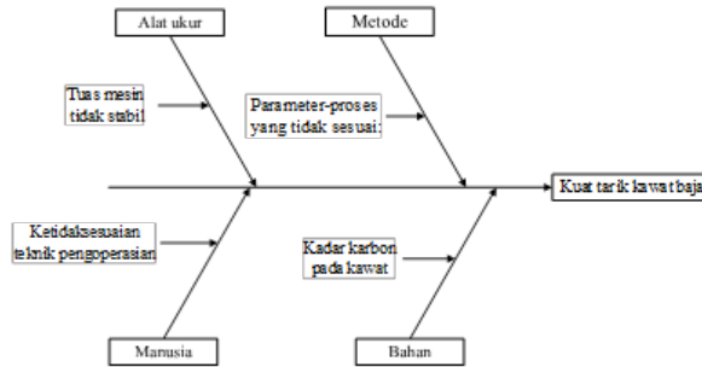 Alat ukur
Metode
Tuas mesin
tidak stabil
Parameter-proses
yang tidak sesuai:
Kuat tarik kawat baja
Ketidaksesuaian
teknik pengoperasian
Kadar karbon
pada kawat
Manusia
Bahan